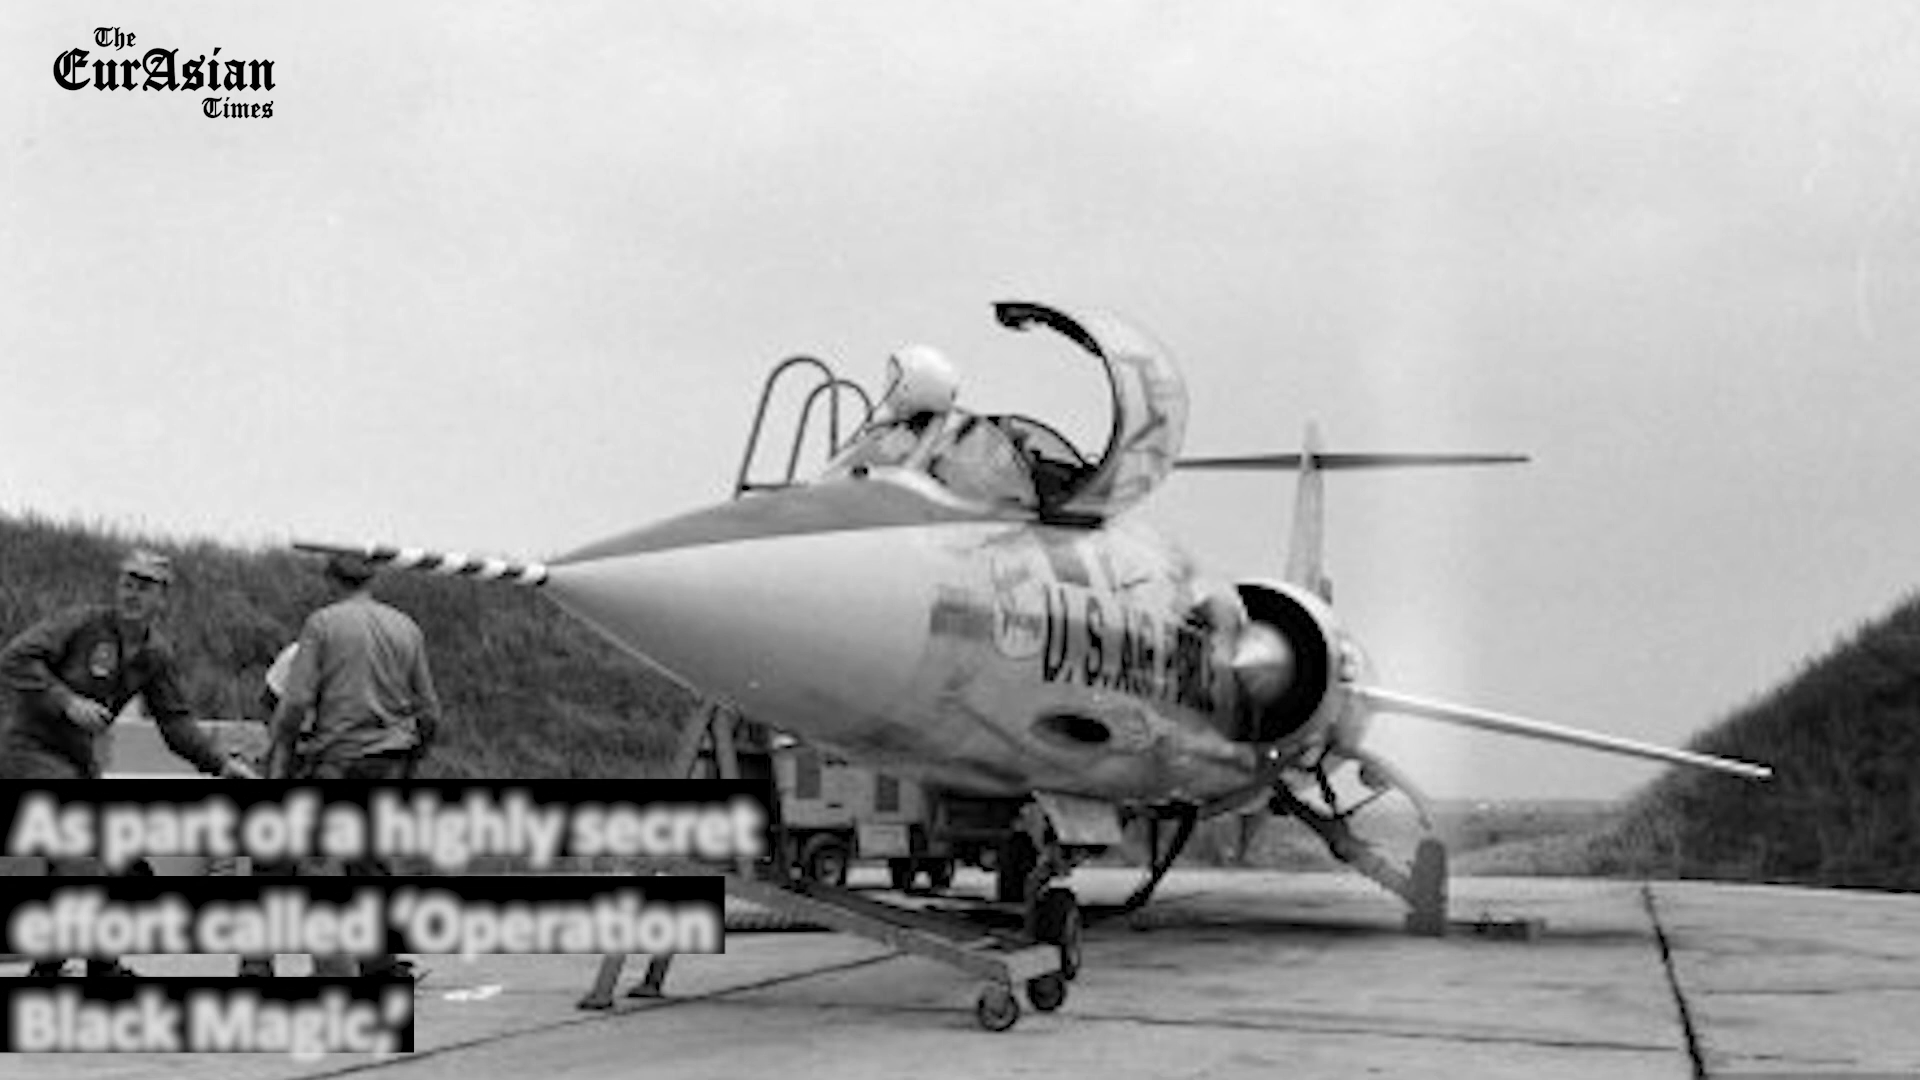 The
EurAsian
Times
U. S. AIR FORCE
As part of a highly secret
effort called ‘Operation
Black Magic,’